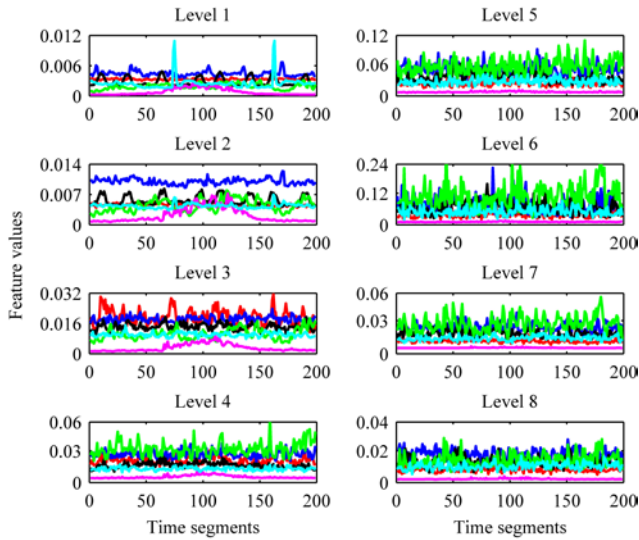 Level 1
0.012
0.006
0
0 50 100 150 200
Level 2
0.014
0.007
0
0 50 100 150 200
Level 3
0.032
0.016
0
0 50 100 150 200
Level 4
0.06
0.03
0
0 50 100 150 200
Time segments
Feature values
Level 5
0.12
0.06
0
0 50 100 150 200
Level 6
0.24
0.12
0
0 50 100 150 200
Level 7
0.06
0.03
0
0 50 100 150 200
Level 8
0.04
0.02
0
0 50 100 150 200
Time segments